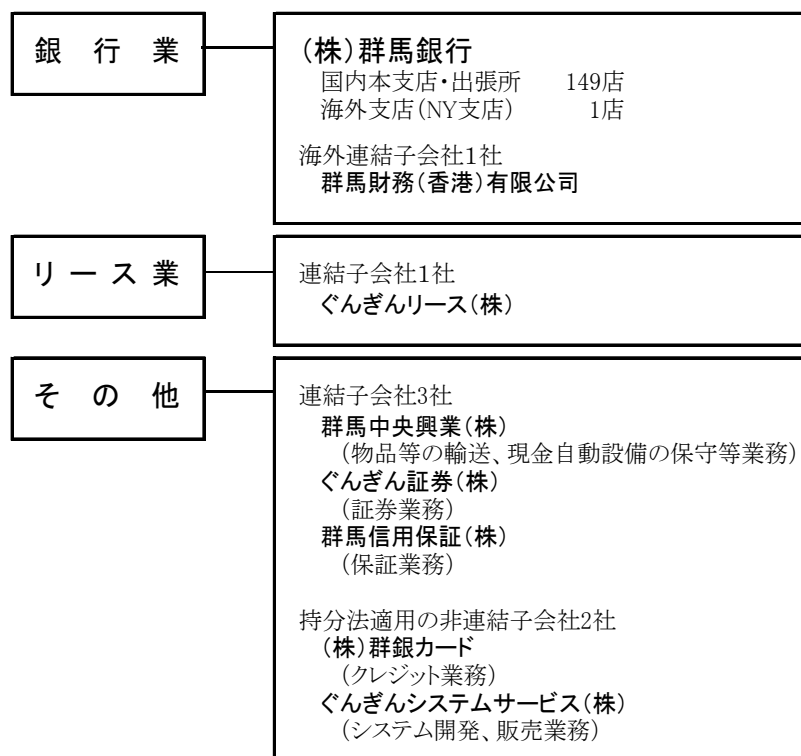 銀行業
(株)群馬銀行
国内本支店・出張所 149店
海外支店(NY支店) 1店
海外連結子会社1社
群馬財務(香港)有限公司
リース業
連結子会社1社
ぐんぎんリース(株)
その他
連結子会社3社
群馬中央興業(株)
(物品等の輸送、現金自動設備の保守等業務)
ぐんぎん証券(株)
(証券業務)
群馬信用保証(株)
(保証業務)
持分法適用の非連結子会社2社
(株)群銀カード
(クレジット業務)
ぐんぎんシステムサービス(株)
(システム開発、販売業務)